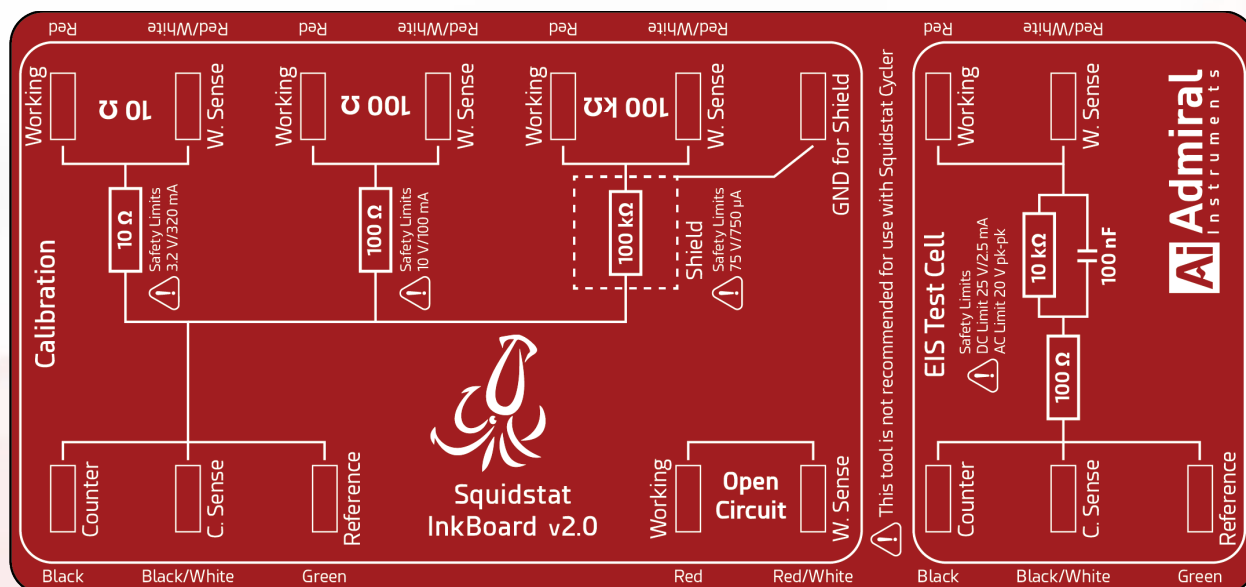 Red
Red/White
Red
Red/White
Red
Red/White
Working
10 Ω
W. Sense
Working
100 Ω
W. Sense
Working
100 kΩ
W. Sense
GND for Shield
Calibration
10 Ω
Safety Limits
3.2 V/320 mA
100 Ω
Safety Limits
10 V/100 mA
100 kΩ
Shield
Safety Limits
75 V/750 µA
Counter
C. Sense
Reference
Squidstat
InkBoard v2.0
Working
Open
Circuit
W. Sense
Black
Black/White
Green
Red
Red/White
This tool is not recommended for use with Squidstat Cycler
Red
Red/White
Working
W. Sense
EIS Test Cell
Safety Limits
DC Limit 25 V/2.5 mA
AC Limit 20 V pk-pk
10 kΩ
100 nF
100 Ω
Counter
C. Sense
Reference
Black
Black/White
Green
Ai Admiral
Instruments